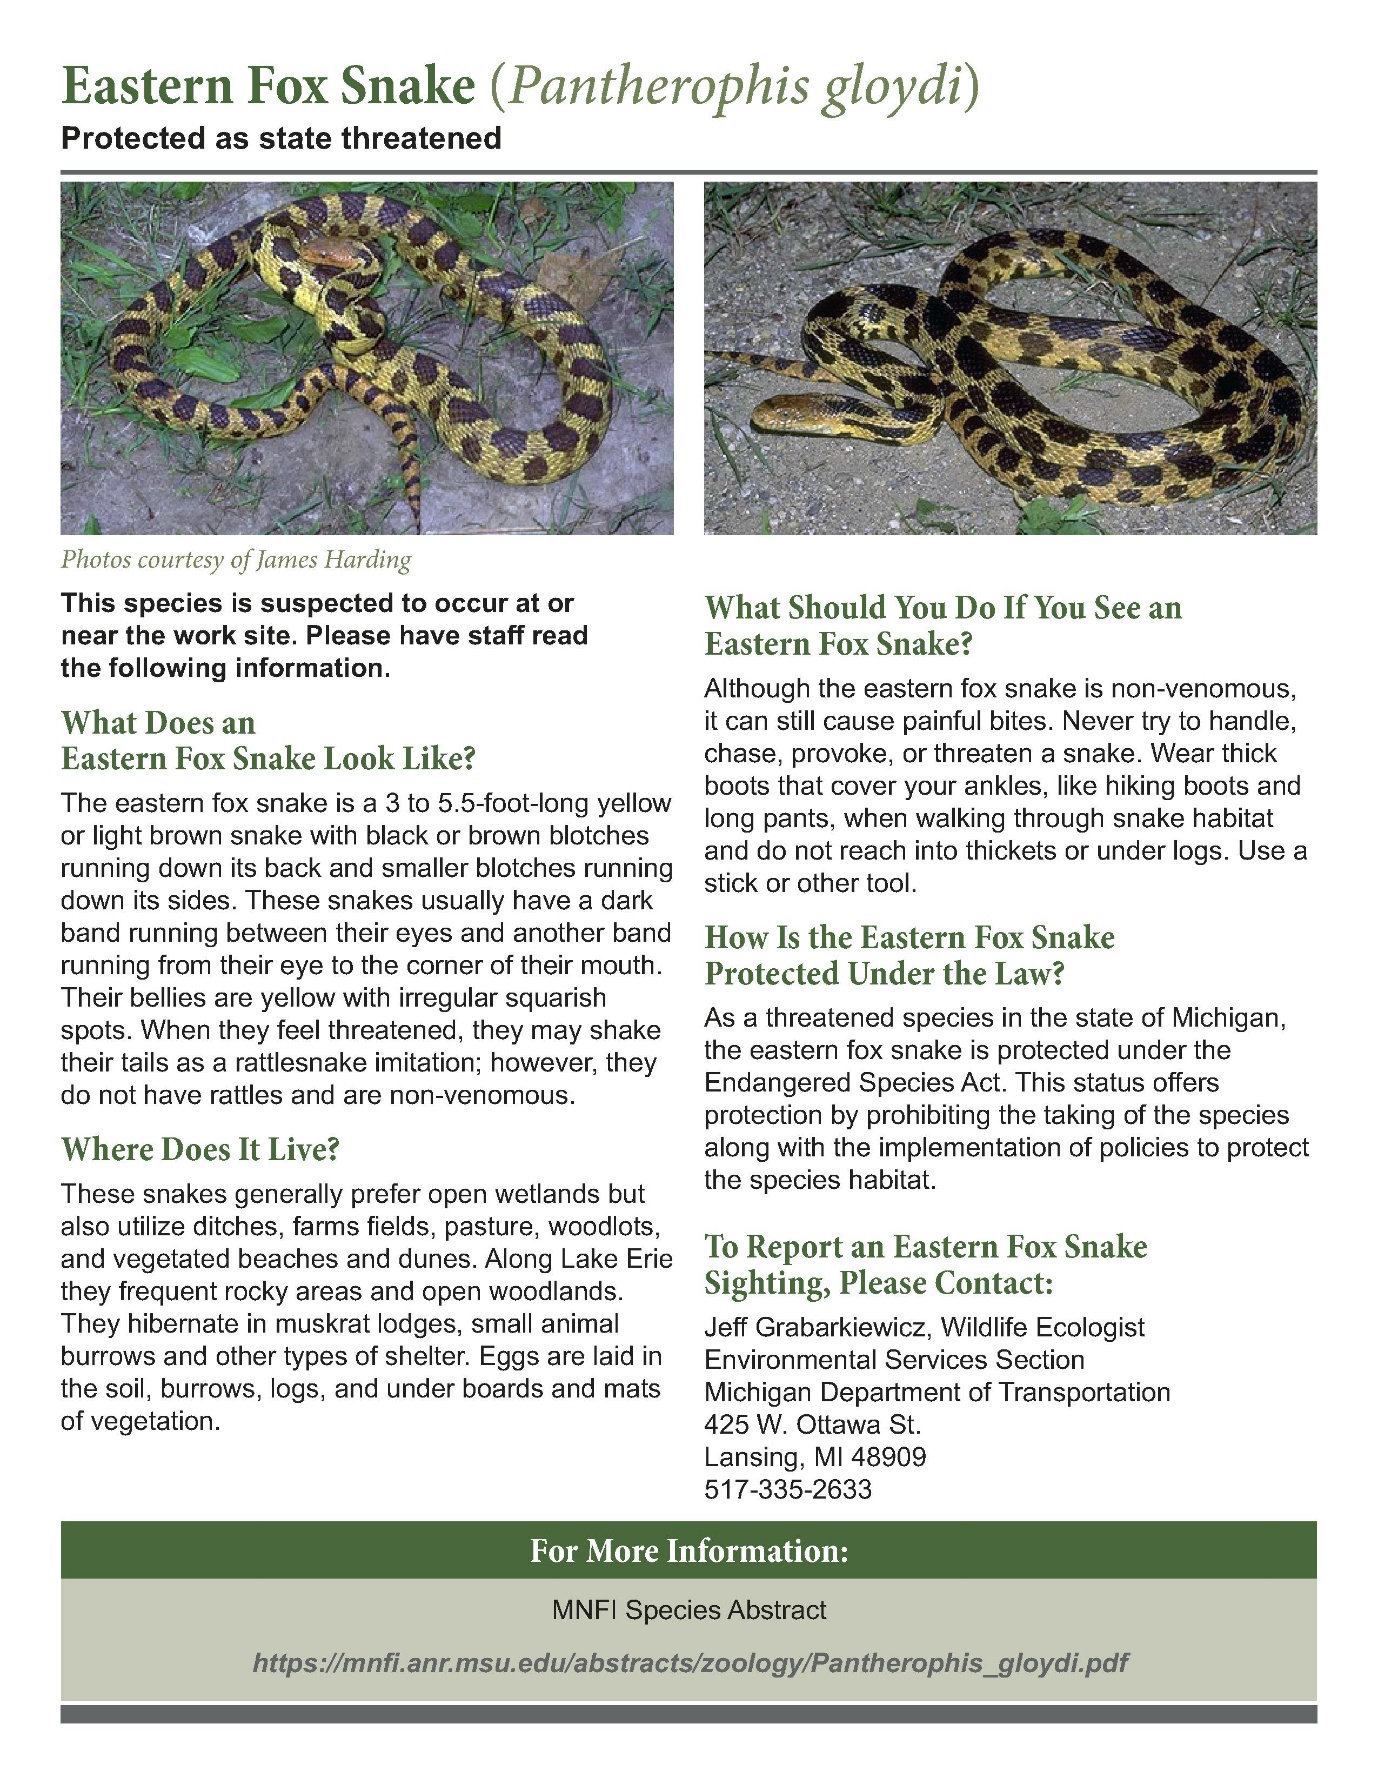 Eastern Fox Snake (Pantherophis gloydi)
Protected as state threatened
Photos courtesy of James Harding
This species is suspected to occur at or
near the work site. Please have staff read
the following information.
What Does an
Eastern Fox Snake Look Like?
The eastern fox snake is a 3 to 5.5-foot-long yellow
or light brown snake with black or brown blotches
running down its back and smaller blotches running
down its sides. These snakes usually have a dark
band running between their eyes and another band
running from their eye to the corner of their mouth.
Their bellies are yellow with irregular squarish
spots. When they feel threatened, they may shake
their tails as a rattlesnake imitation; however, they
do not have rattles and are non-venomous.
Where Does It Live?
These snakes generally prefer open wetlands but
also utilize ditches, farms fields, pasture, woodlots,
and vegetated beaches and dunes. Along Lake Erie
they frequent rocky areas and open woodlands.
They hibernate in muskrat lodges, small animal
burrows and other types of shelter. Eggs are laid in
the soil, burrows, logs, and under boards and mats
of vegetation.
What Should You Do If You See an
Eastern Fox Snake?
Although the eastern fox snake is non-venomous,
it can still cause painful bites. Never try to handle,
chase, provoke, or threaten a snake. Wear thick
boots that cover your ankles, like hiking boots and
long pants, when walking through snake habitat
and do not reach into thickets or under logs. Use a
stick or other tool.
How Is the Eastern Fox Snake
Protected Under the Law?
As a threatened species in the state of Michigan,
the eastern fox snake is protected under the
Endangered Species Act. This status offers
protection by prohibiting the taking of the species
along with the implementation of policies to protect
the species habitat.
To Report an Eastern Fox Snake
Sighting, Please Contact:
Jeff Grabarkiewicz, Wildlife Ecologist
Environmental Services Section
Michigan Department of Transportation
425 W. Ottawa St.
Lansing, MI 48909
517-335-2633
For More Information:
MNFI Species Abstract
https://mnfi.anr.msu.edu/abstracts/zoology/Pantherophis_gloydi.pdf